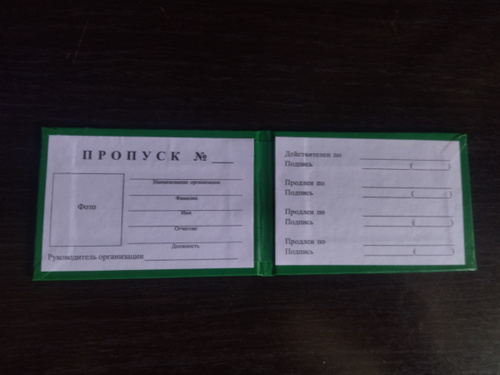 ПРОПУСК №___
Фото
Наименование организации
Фамилия
Имя
Отчество
Должность
Руководитель организации
Действителен по
Подпись ( )
Продлен по
Подпись ( )
Продлен по
Подпись ( )
Продлен по
Подпись ( )